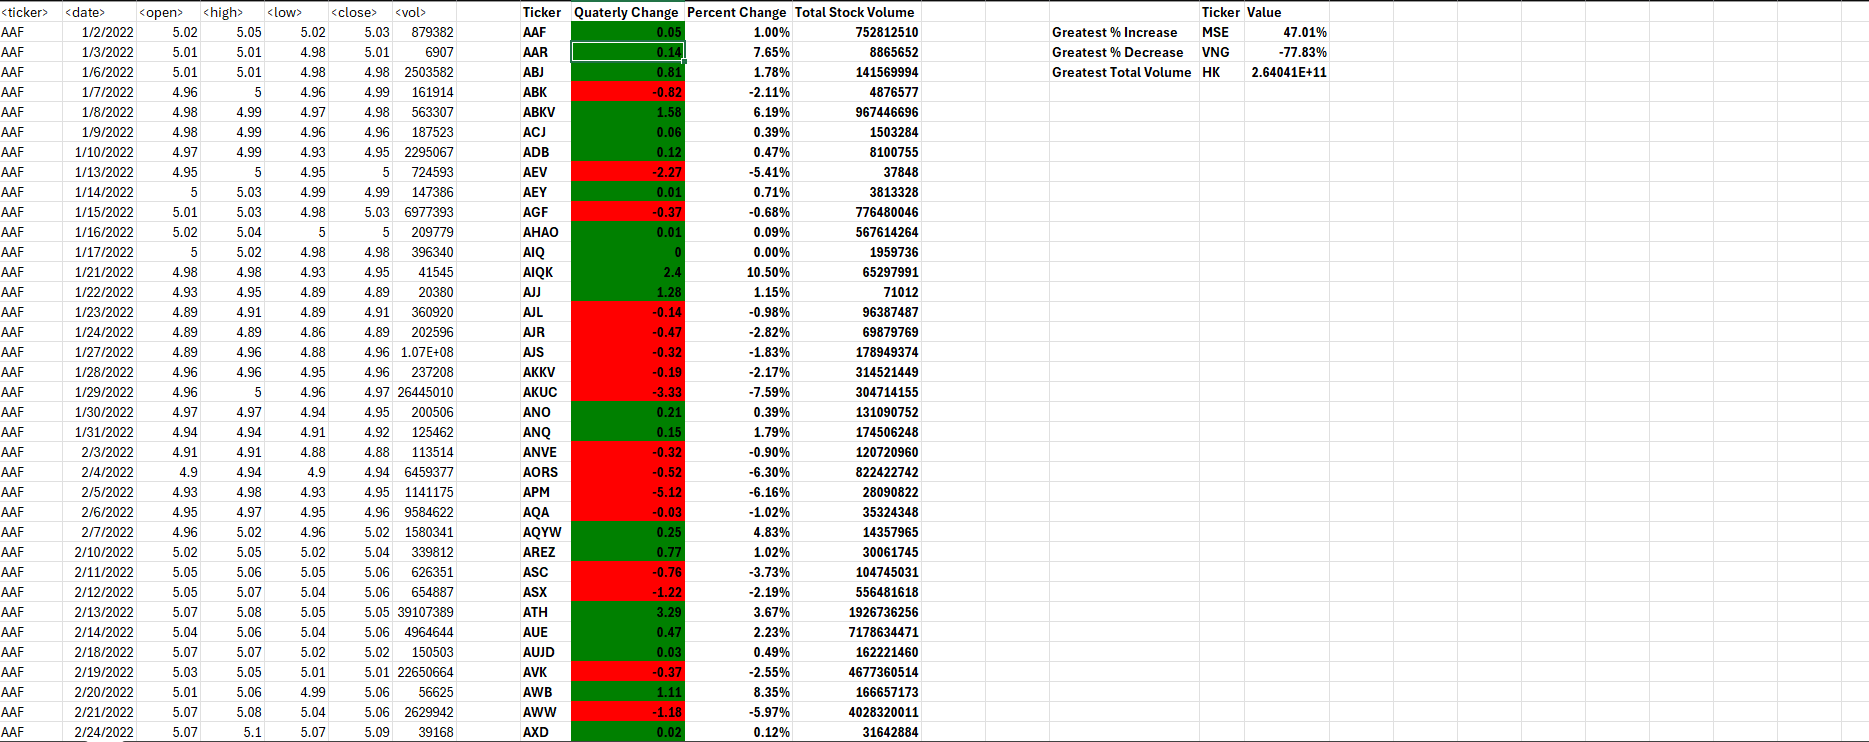 <ticker> <date> <open> <high> <low> <close> <vol> Ticker Quaterly Change Percent Change Total Stock Volume Ticker Value
AAF 1/2/2022 5.02 5.05 5.02 5.03 879382 AAF 0.05 1.00% 752812510 Greatest % Increase MSE 47.01%
AAF 1/3/2022 5.01 5.01 4.98 5.01 6907 AAR 0.14 7.65% 8865652 Greatest % Decrease VNG -77.83%
AAF 1/6/2022 5.01 5.01 4.98 4.98 2503582 ABJ 0.81 1.78% 141569994 Greatest Total Volume HK 2.64041E+11
AAF 1/7/2022 4.96 5 4.96 4.99 161914 ABK -0.82 -2.11% 4876577
AAF 1/8/2022 4.98 4.99 4.97 4.98 563307 ABKV 1.58 6.19% 967446696
AAF 1/9/2022 4.98 4.99 4.96 4.96 187523 ACJ 0.06 0.39% 1503284
AAF 1/10/2022 4.97 4.99 4.93 4.95 2295067 ADB 0.12 0.47% 8100755
AAF 1/13/2022 4.95 5 4.95 5 724593 AEV -2.27 -5.41% 37848
AAF 1/14/2022 5 5.03 4.99 4.99 147386 AEY 0.01 0.71% 3813328
AAF 1/15/2022 5.01 5.03 4.98 5.03 6977393 AGF -0.37 -0.68% 776480046
AAF 1/16/2022 5.02 5.04 5 5 209779 AHAO 0.01 0.09% 567614264
AAF 1/17/2022 5 5.02 4.98 4.98 396340 AIQ 0 0.00% 1959736
AAF 1/21/2022 4.98 4.98 4.93 4.95 41545 AIQK 2.4 10.50% 65297991
AAF 1/22/2022 4.93 4.95 4.89 4.89 20380 AJJ 1.28 1.15% 71012
AAF 1/23/2022 4.89 4.91 4.89 4.91 360920 AJL -0.14 -0.98% 96387487
AAF 1/24/2022 4.89 4.89 4.86 4.89 202596 AJR -0.47 -2.82% 69879769
AAF 1/27/2022 4.89 4.96 4.88 4.96 1.07E+08 AJS -0.32 -1.83% 178949374
AAF 1/28/2022 4.96 4.96 4.95 4.96 237208 AKKV -0.19 -2.17% 314521449
AAF 1/29/2022 4.96 5 4.96 4.97 26445010 AKUC -3.33 -7.59% 304714155
AAF 1/30/2022 4.97 4.97 4.94 4.95 200506 ANO 0.21 0.39% 131090752
AAF 1/31/2022 4.94 4.94 4.91 4.92 125462 ANQ 0.15 1.79% 174506248
AAF 2/3/2022 4.91 4.91 4.88 4.88 113514 ANVE -0.32 -0.90% 120720960
AAF 2/4/2022 4.9 4.94 4.9 4.94 6459377 AORS -0.52 -6.30% 822422742
AAF 2/5/2022 4.93 4.98 4.93 4.95 1141175 APM -5.12 -6.16% 28090822
AAF 2/6/2022 4.95 4.97 4.95 4.96 9584622 AQA -0.03 -1.02% 35324348
AAF 2/7/2022 4.96 5.02 4.96 5.02 1580341 AQYW 0.25 4.83% 14357965
AAF 2/10/2022 5.02 5.05 5.02 5.04 339812 AREZ 0.77 1.02% 30061745
AAF 2/11/2022 5.05 5.06 5.05 5.06 626351 ASC -0.76 -3.73% 104745031
AAF 2/12/2022 5.05 5.07 5.04 5.06 654887 ASX -1.22 -2.19% 556481618
AAF 2/13/2022 5.07 5.08 5.05 5.05 39107389 ATH 3.29 3.67% 1926736256
AAF 2/14/2022 5.04 5.06 5.04 5.06 4964644 AUE 0.47 2.23% 7178634471
AAF 2/18/2022 5.07 5.07 5.02 5.02 150503 AUJD 0.03 0.49% 162221460
AAF 2/19/2022 5.03 5.05 5.01 5.01 22650664 AVK -0.37 -2.55% 4677360514
AAF 2/20/2022 5.01 5.06 4.99 5.06 56625 AWB 1.11 8.35% 166657173
AAF 2/21/2022 5.07 5.08 5.04 5.06 2629942 AWW -1.18 -5.97% 4028320011
AAF 2/24/2022 5.07 5.1 5.07 5.09 39168 AXD 0.02 0.12% 31642884